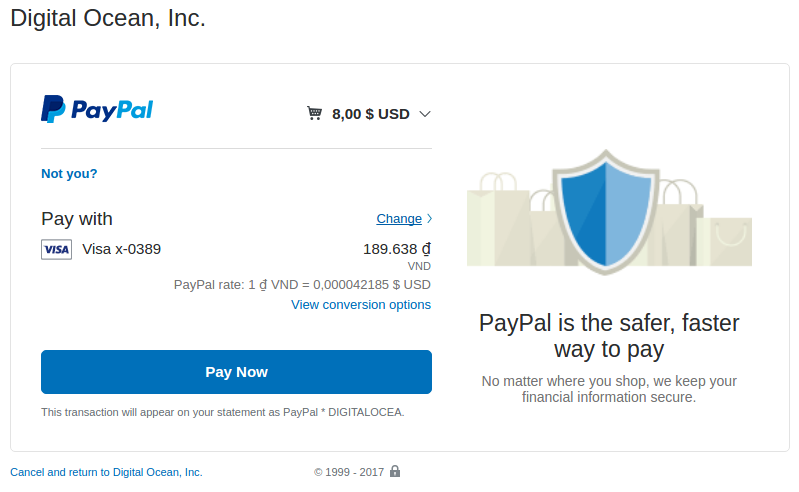 Digital Ocean, Inc.
PayPal
8,00 $ USD
Not you?
Pay with
Change
VISA Visa x-0389
189.638 ₫
VND
PayPal rate: 1 ₫ VND = 0,000042185 $ USD
View conversion options
Pay Now
This transaction will appear on your statement as PayPal * DIGITALOCEA.
PayPal is the safer, faster
way to pay
No matter where you shop, we keep your
financial information secure.
Cancel and return to Digital Ocean, Inc.
© 1999 - 2017